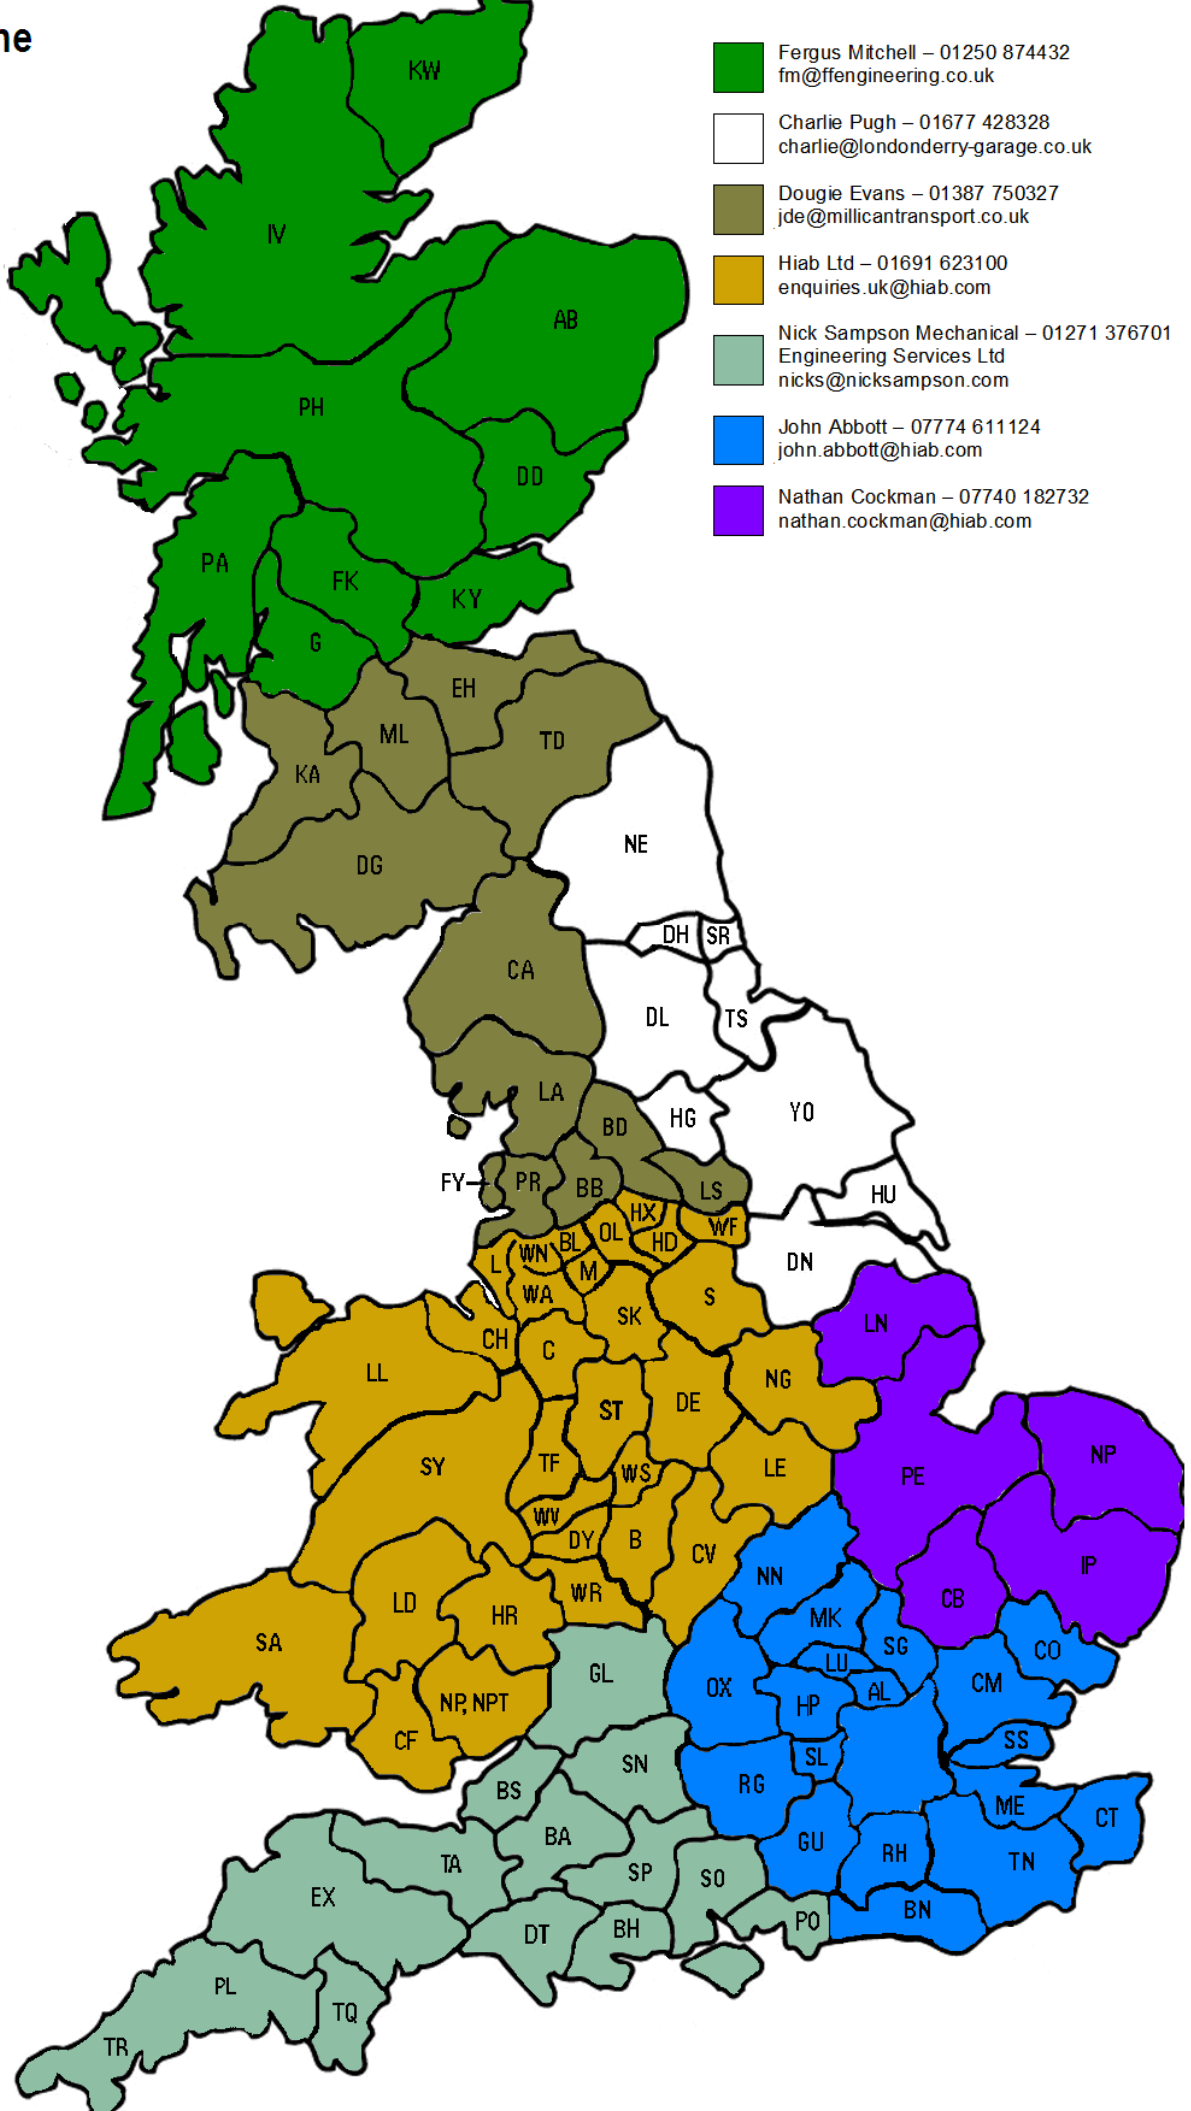 ne
Fergus Mitchell – 01250 874432
fm@ffengineering.co.uk
Charlie Pugh – 01677 428328
charlie@londonderry-garage.co.uk
Dougie Evans – 01387 750327
jde@millicantransport.co.uk
Hiab Ltd – 01691 623100
enquiries.uk@hiab.com
Nick Sampson Mechanical – 01271 376701
Engineering Services Ltd
nicks@nicksampson.com
John Abbott – 07774 611124
john.abbott@hiab.com
Nathan Cockman – 07740 182732
nathan.cockman@hiab.com
KW
IV
AB
PH
DD
PA
FK
KY
G
EH
ML
TD
KA
NE
DG
DH
SR
CA
DL
TS
LA
HG
YO
BD
FY
PR
BB
LS
HU
HX
WF
OL
BL
HD
WN
L
M
DN
WA
S
SK
LN
CH
C
LL
NG
DE
ST
NP
SY
TF
WS
LE
PE
WV
DY
B
CV
IP
NN
WR
LD
CB
HR
MK
SA
SG
CO
GL
LU
OX
AL
CM
HP
NP, NPT
CF
SS
SN
SL
RG
BS
ME
CT
BA
GU
RH
TN
TA
SP
SO
EX
BN
PO
DT
BH
PL
TQ
TR